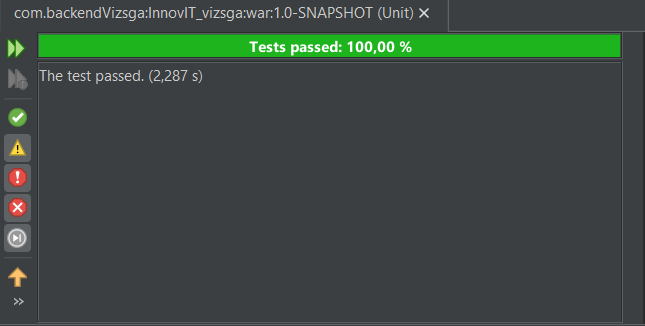 com.backendVizsga:InnovIT_vizsga:war:1.0-SNAPSHOT (Unit)
Tests passed: 100,00 %
The test passed. (2,287 s)